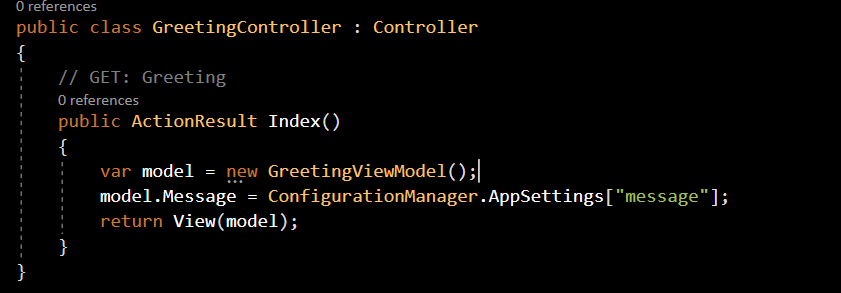 0 references
public class GreetingController : Controller
{
// GET: Greeting
0 references
public ActionResult Index()
{
var model = new GreetingViewModel();
model.Message = ConfigurationManager.AppSettings["message"];
return View(model);
}
}